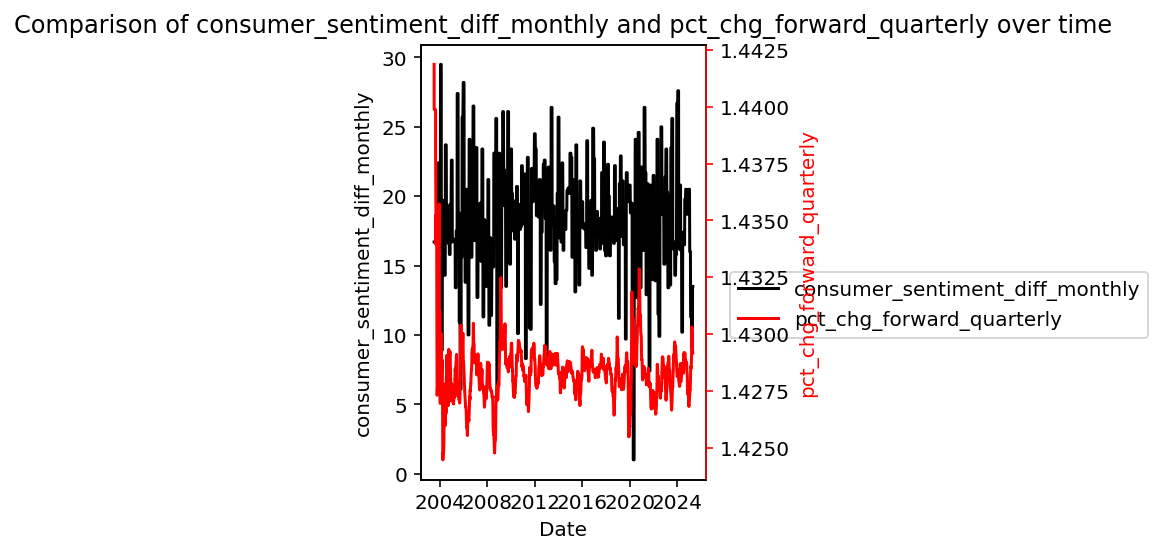 Comparison of consumer_sentiment_diff_monthly and pct_chg_forward_quarterly over time
30
25
20
15
10
5
0
consumer_sentiment_diff_monthly
1.4425
1.4400
1.4375
1.4350
1.4325
1.4300
1.4275
1.4250
pct_chg_forward_quarterly
consumer_sentiment_diff_monthly
pct_chg_forward_quarterly
2004 2008 2012 2016 2020 2024
Date